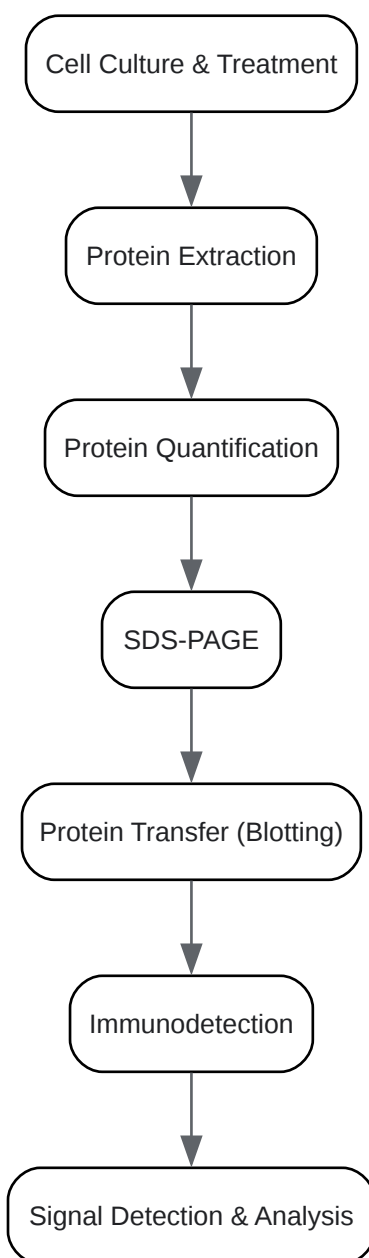 Cell Culture & Treatment
Protein Extraction
Protein Quantification
SDS-PAGE
Protein Transfer (Blotting)
Immunodetection
Signal Detection & Analysis